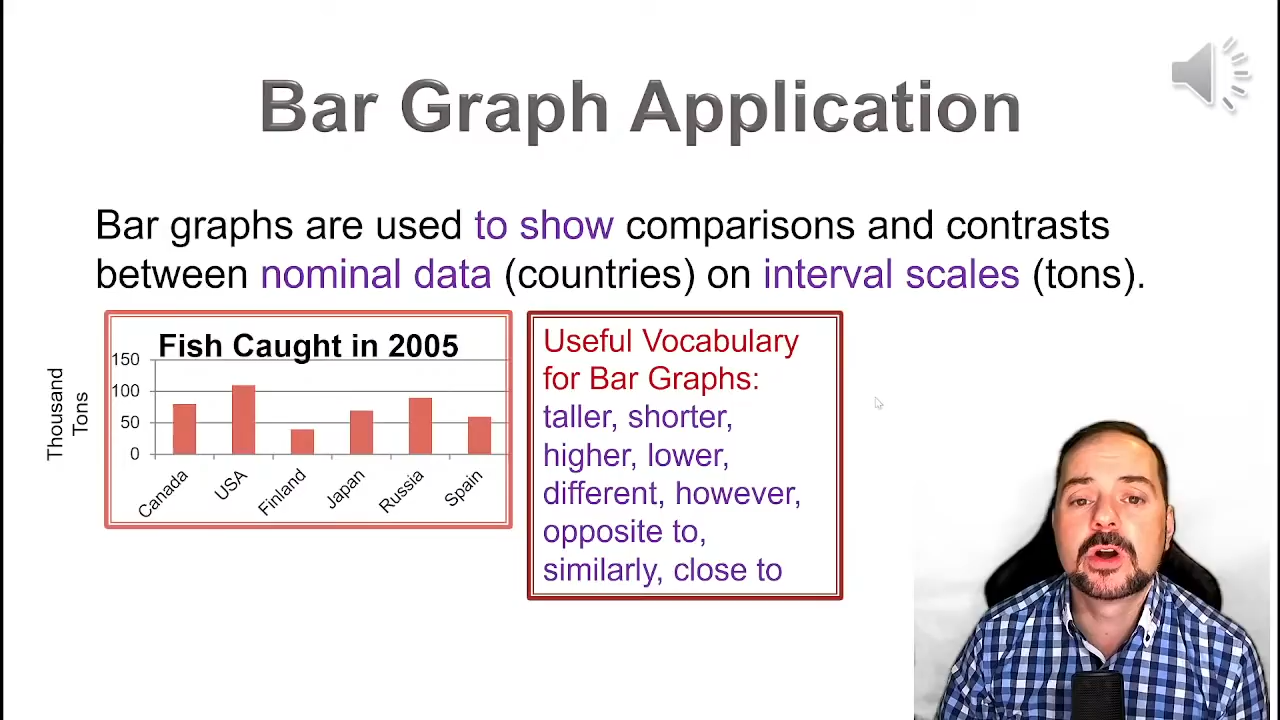 Bar Graph Application
Bar graphs are used to show comparisons and contrasts
between nominal data (countries) on interval scales (tons).
Fish Caught in 2005
Thousand
Tons
150
100
50
0
Canada
USA
Finland
Japan
Russia
Spain
Useful Vocabulary
for Bar Graphs:
taller, shorter,
higher, lower,
different, however,
opposite to,
similarly, close to